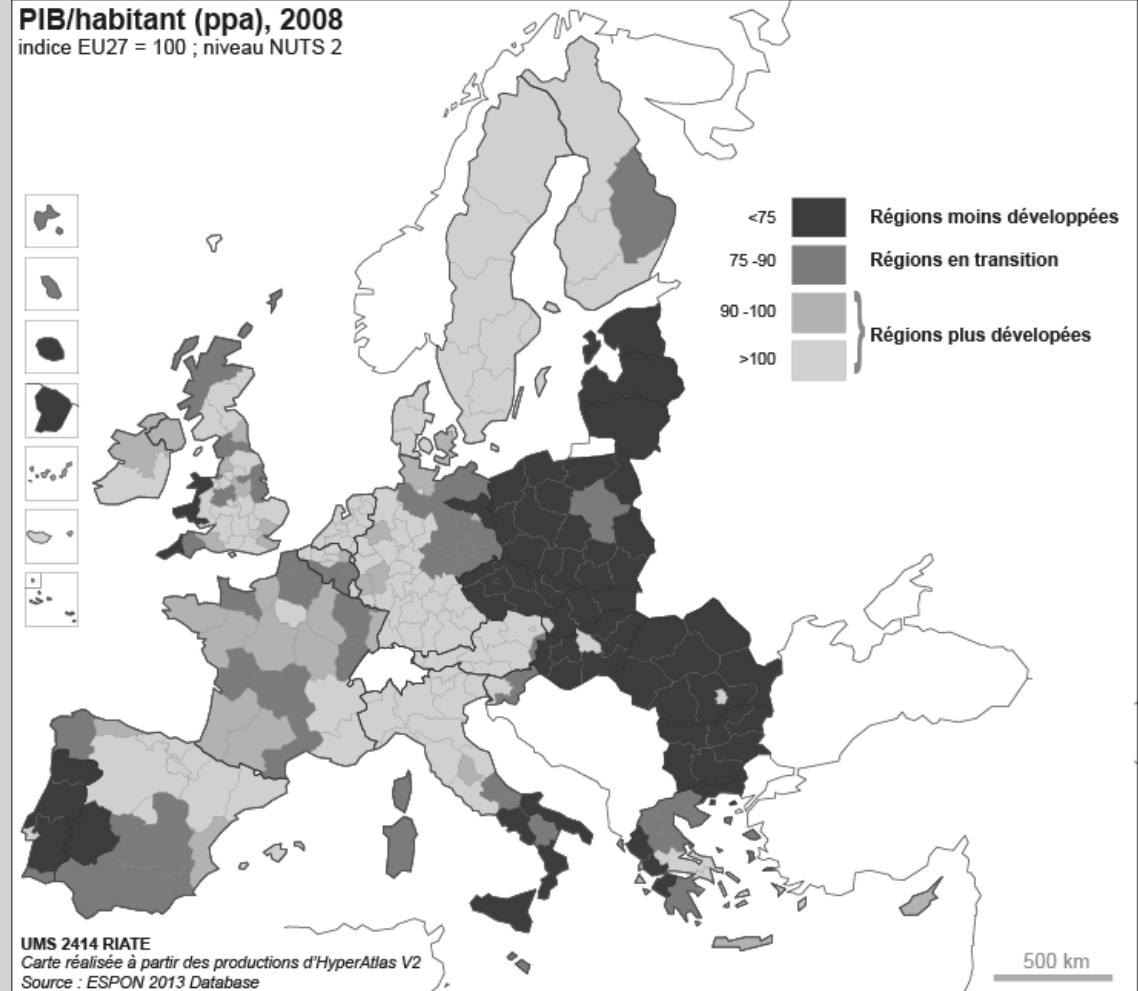 PIB/habitant (ppa), 2008
indice EU27 = 100 ; niveau NUTS 2
<75 Régions moins développées
75 -90 Régions en transition
90 -100
Régions plus dévelopées
>100
UMS 2414 RIATE
Carte réalisée à partir des productions d'HyperAtlas V2
Source : ESPON 2013 Database
500 km